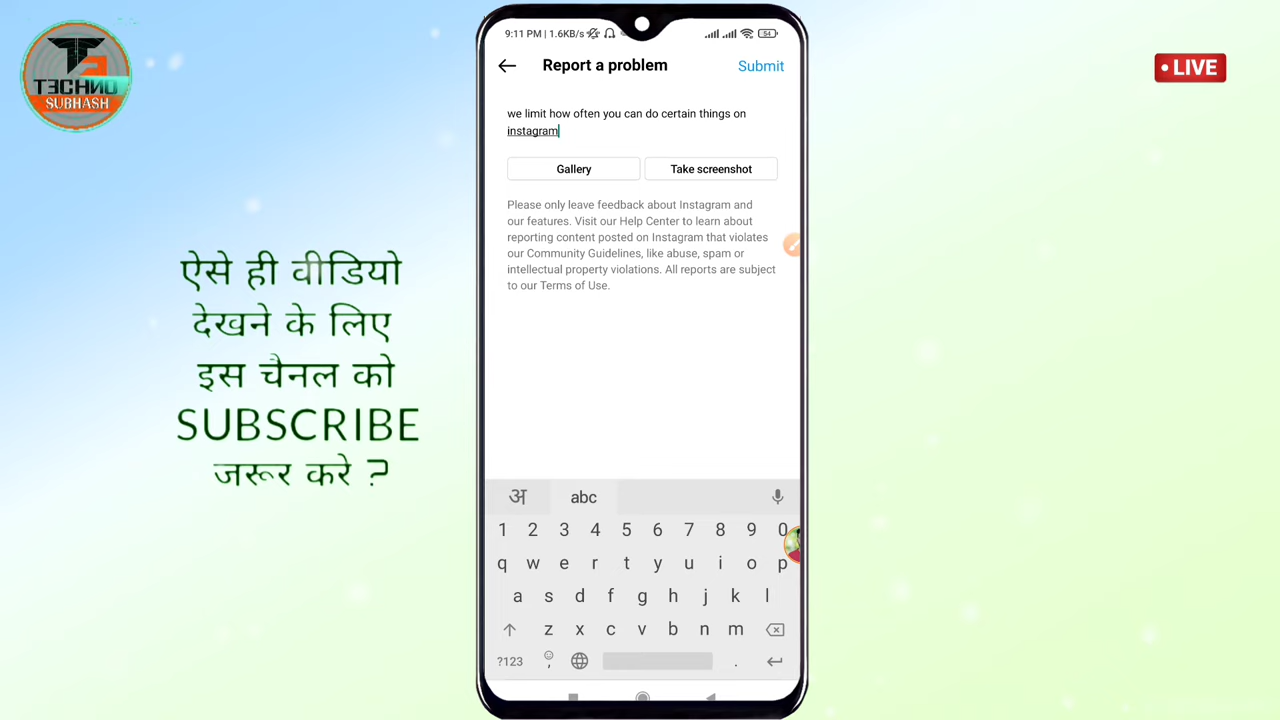 TECHNO
SUBHASH
ऐसे ही वीडियो
देखने के लिए
इस चैनल को
SUBSCRIBE
जरूर करे ?
9:11 PM | 1.6KB/s
54
Report a problem
Submit
we limit how often you can do certain things on
instagram
Gallery
Take screenshot
Please only leave feedback about Instagram and
our features. Visit our Help Center to learn about
reporting content posted on Instagram that violates
our Community Guidelines, like abuse, spam or
intellectual property violations. All reports are subject
to our Terms of Use.
अ abc
1 2 3 4 5 6 7 8 9 0
q w e r t y u i o p
a s d f g h j k l
z x c v b n m
?123 , .
• LIVE